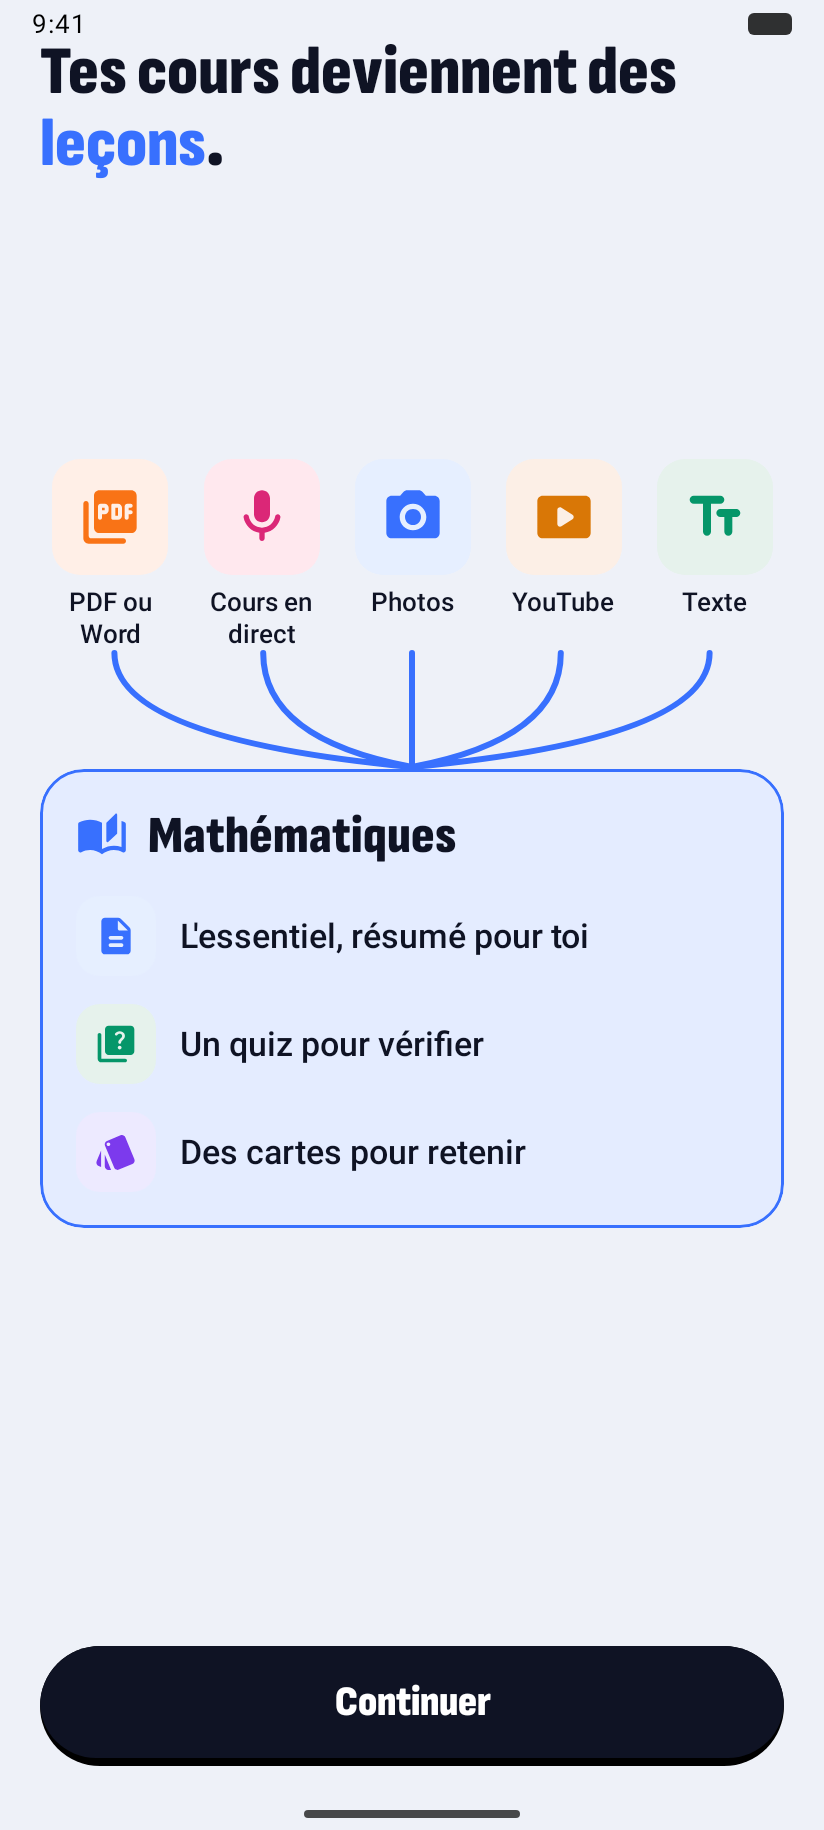 9:41
Tes cours deviennent des
leçons.
PDF
PDF ou
Word
Cours en
direct
Photos
YouTube
Tт
Texte
Mathématiques
L'essentiel, résumé pour toi
?
Un quiz pour vérifier
Des cartes pour retenir
Continuer